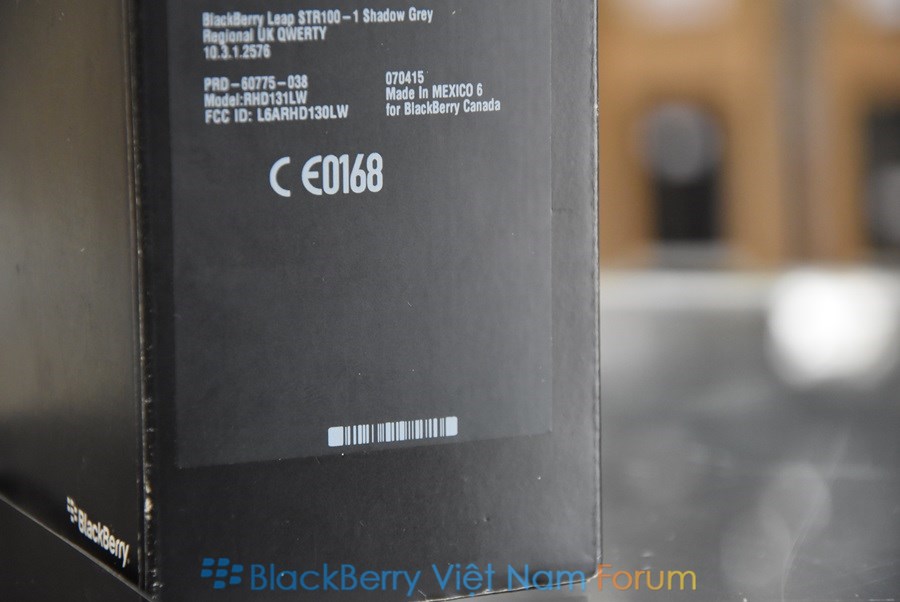 BlackBerry Leap STR100-1 Shadow Grey
Regional UK QWERTY
10.3.1.2576
PRD-60775-038
Model:RHD131LW
FCC ID: L6ARHD130LW
070415
Made In MEXICO 6
for BlackBerry Canada
CE0168
BlackBerry
BlackBerry Việt Nam Forum